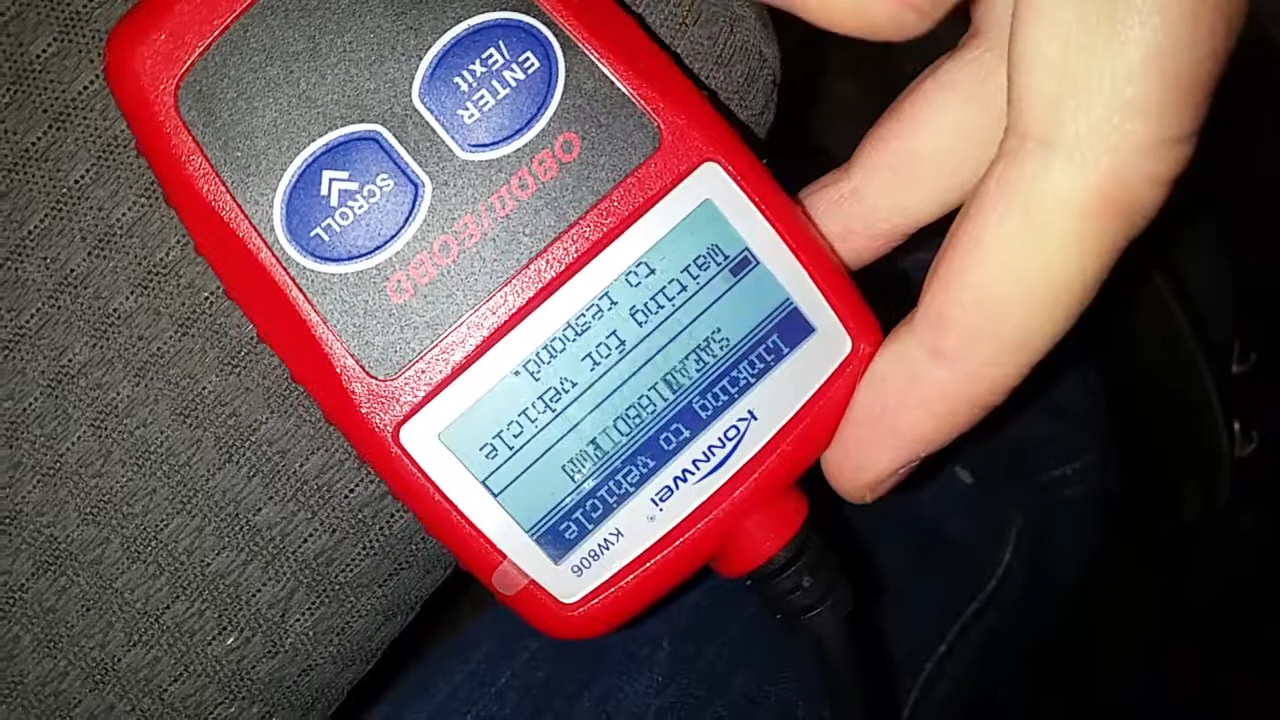 KONNWEI® KW806
Linking to vehicle
Waiting for vehicle
to respond.
OBDII/EOBD
SCROLL
ENTER
/Exit